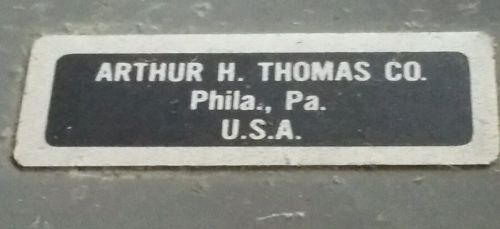 ARTHUR H. THOMAS CO.
Phila., Pa.
U.S.A.